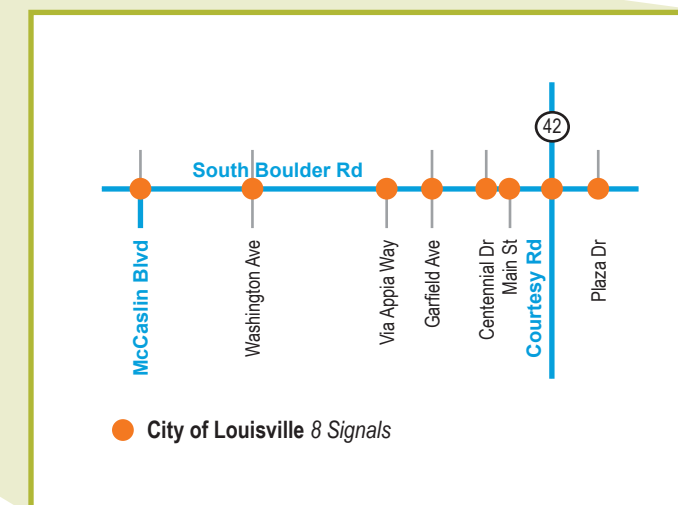 42
South Boulder Rd
McCaslin Blvd
Washington Ave
Via Appia Way
Garfield Ave
Centennial Dr
Main St
Courtesy Rd
Plaza Dr
City of Louisville 8 Signals